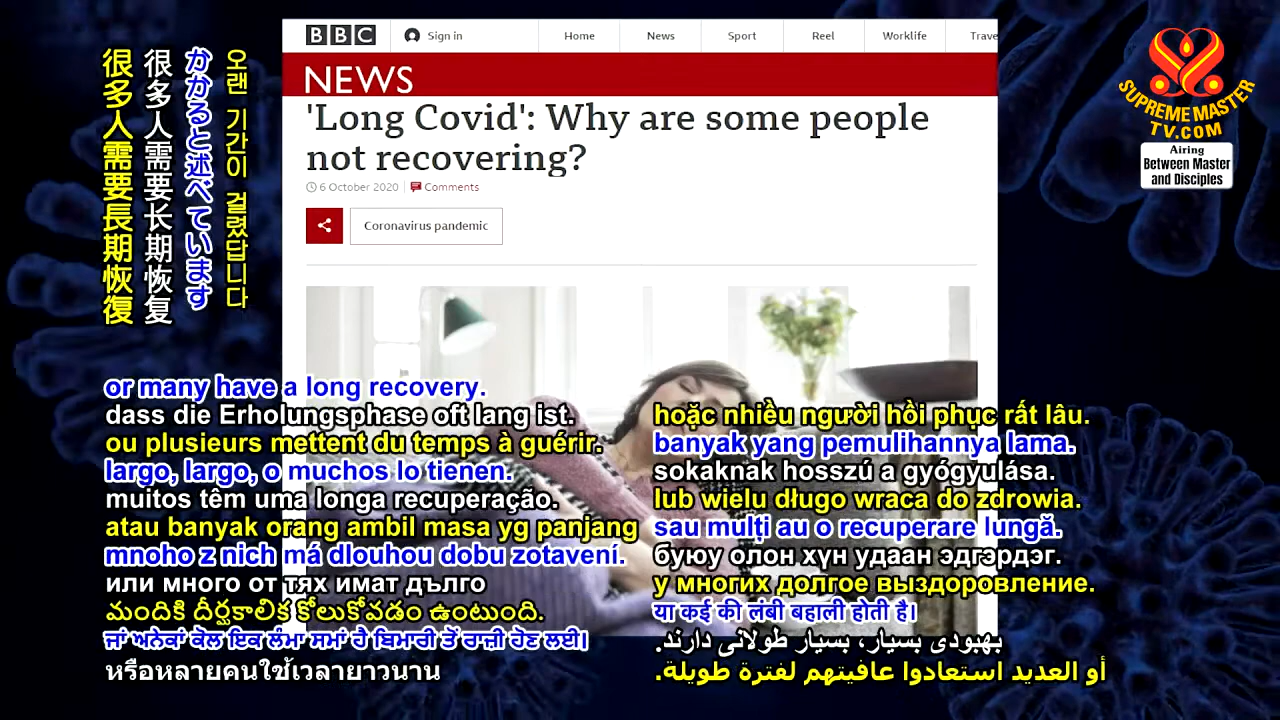 BBC
Sign in
Home
News
Sport
Reel
Worklife
Trave
NEWS
'Long Covid': Why are some people
not recovering?
6 October 2020
Comments
Coronavirus pandemic
SUPREME MASTER
TV.COM
Airing
Between Master
and Disciples
很多人需要長期恢復
很多人需要长期恢复
かかると述べています
오랜 기간이 걸렸답니다
or many have a long recovery.
dass die Erholungsphase oft lang ist.
ou plusieurs mettent du temps à guérir.
largo, largo, o muchos lo tienen.
muitos têm uma longa recuperação.
atau banyak orang ambil masa yg panjang
mnoho z nich má dlouhou dobu zotavení.
или много от тях имат дълго
మందికి దీర్ఘకాలిక కోలుకోవడం ఉంటుంది.
ਜਾਂ ਅਨੇਕਾਂ ਕੋਲ ਇਕ ਲੰਮਾ ਸਮਾਂ ਹੈ ਬਿਮਾਰੀ ਤੋਂ ਰਾਜ਼ੀ ਹੋਣ ਲਈ|
หรือหลายคนใช้เวลายาวนาน
hoặc nhiều người hồi phục rất lâu.
banyak yang pemulihannya lama.
sokaknak hosszú a gyógyulása.
lub wielu długo wraca do zdrowia.
sau mulți au o recuperare lungă.
буюу олон хүн удаан эдгэрдэг.
у многих долгое выздоровление.
या कई की लंबी बहाली होती है।
بهبودی بسیار، بسیار طولانی دارند.
أو العديد استعادوا عافيتهم لفترة طويلة.